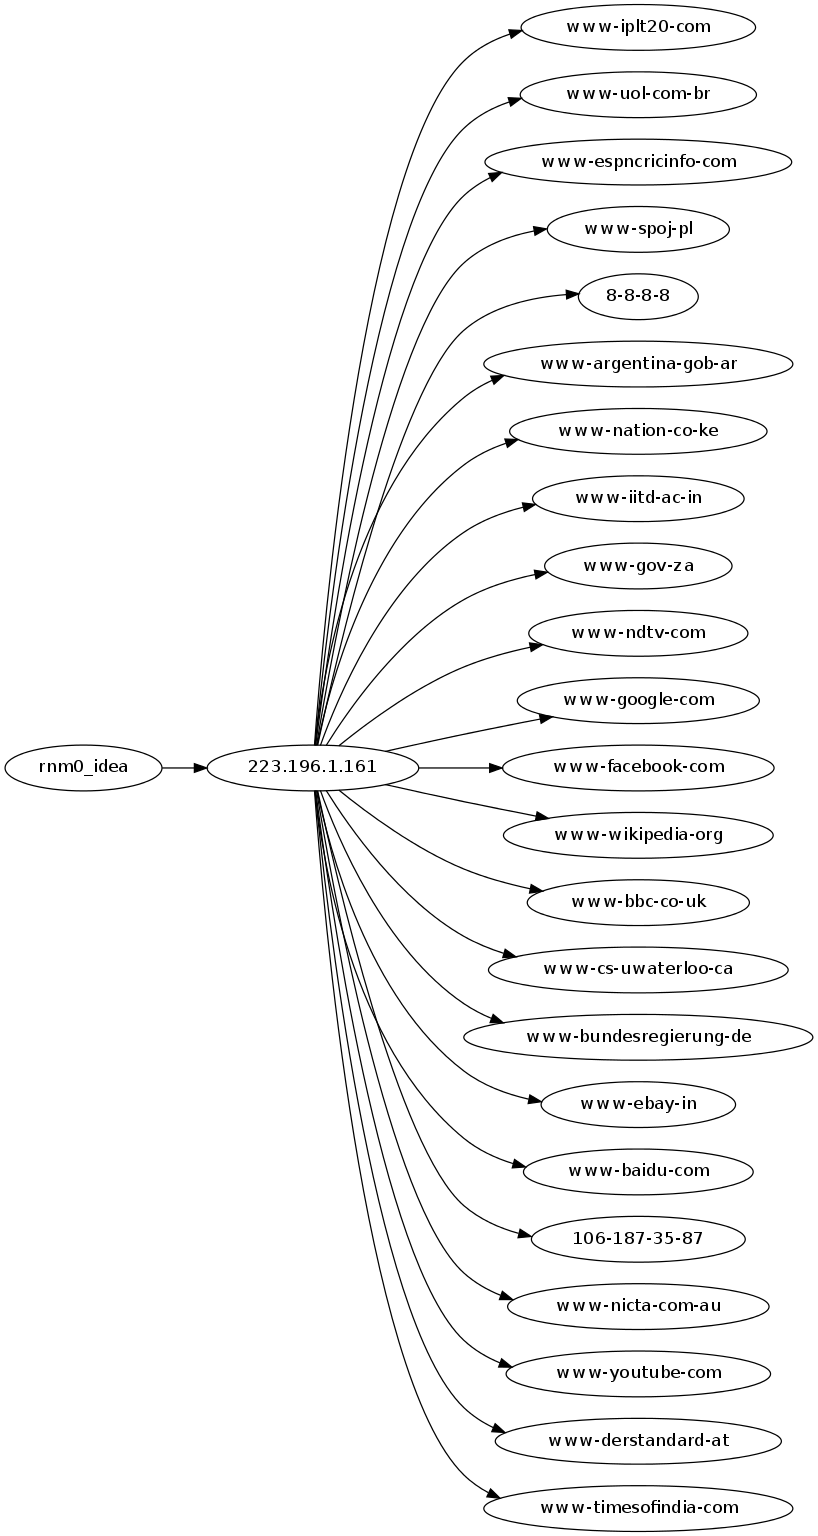 www-iplt20-com
www-uol-com-br
www-espncricinfo-com
www-spoj-pl
8-8-8-8
www-argentina-gob-ar
www-nation-co-ke
www-iitd-ac-in
www-gov-za
www-ndtv-com
www-google-com
rnm0_idea
223.196.1.161
www-facebook-com
www-wikipedia-org
www-bbc-co-uk
www-cs-uwaterloo-ca
www-bundesregierung-de
www-ebay-in
www-baidu-com
106-187-35-87
www-nicta-com-au
www-youtube-com
www-derstandard-at
www-timesofindia-com